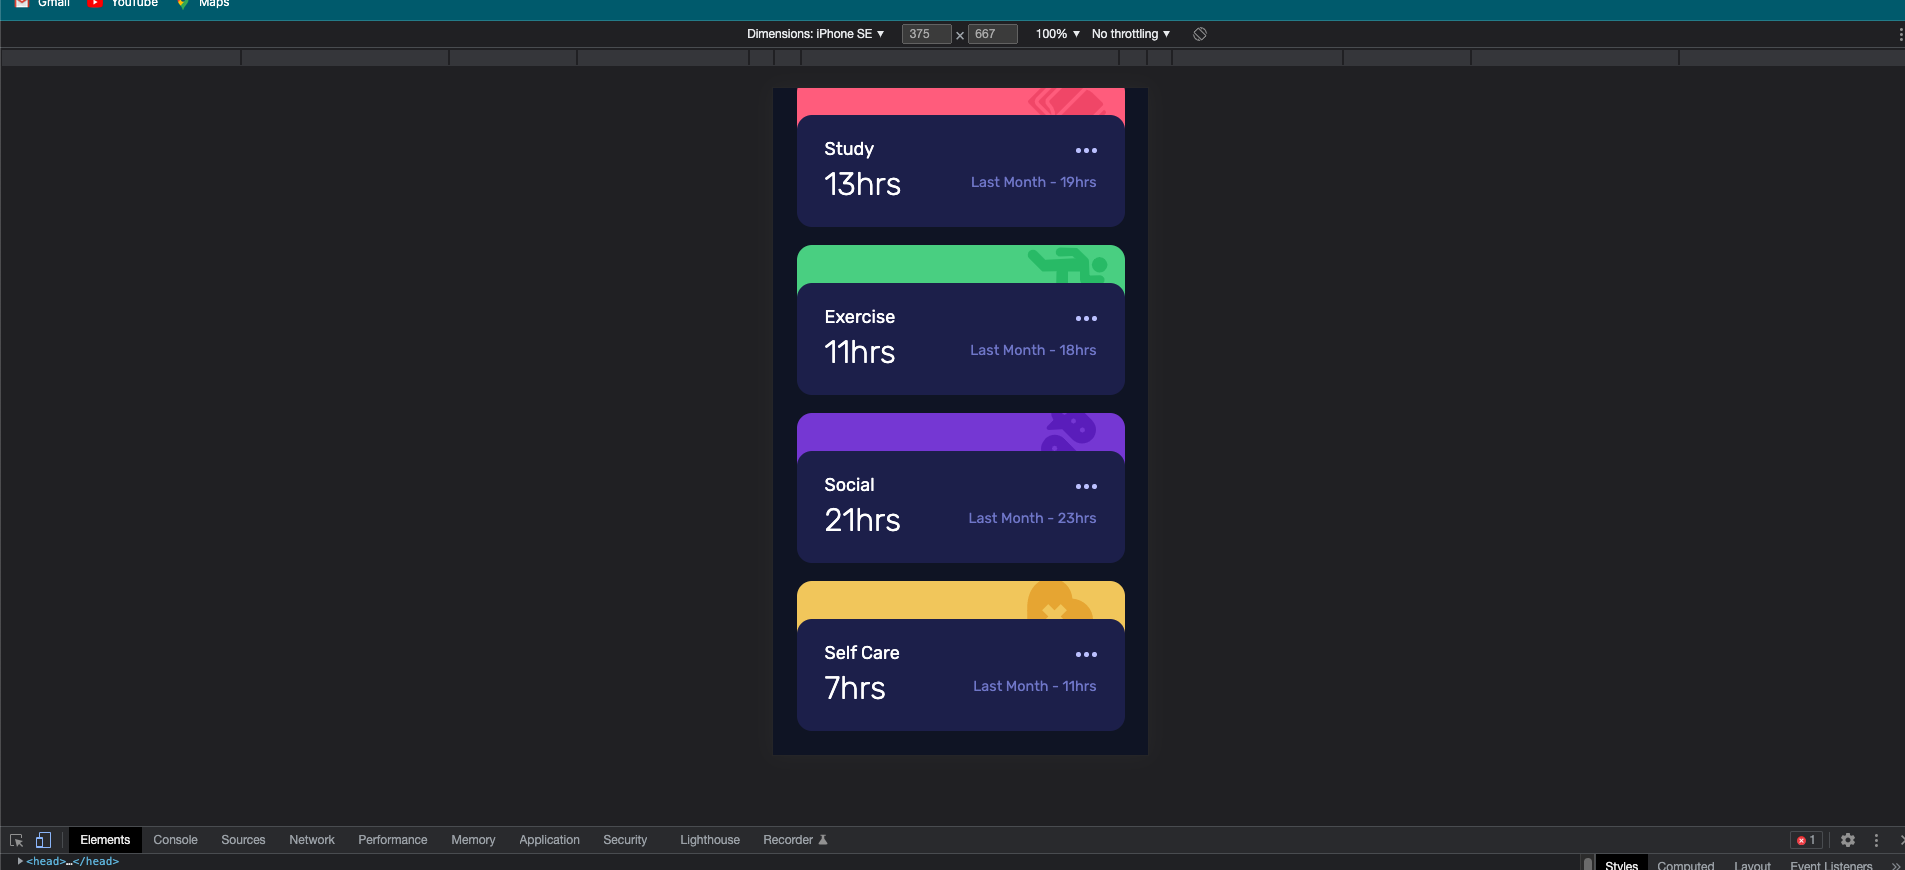 Gmail YouTube Maps
Dimensions: iPhone SE ▼ 375 × 667 100% ▼ No throttling ▼
Study
13hrs Last Month - 19hrs
Exercise
11hrs Last Month - 18hrs
Social
21hrs Last Month - 23hrs
Self Care
7hrs Last Month - 11hrs
Elements Console Sources Network Performance Memory Application Security Lighthouse Recorder 1
<head>…</head> Styles Computed Layout Event Listeners »